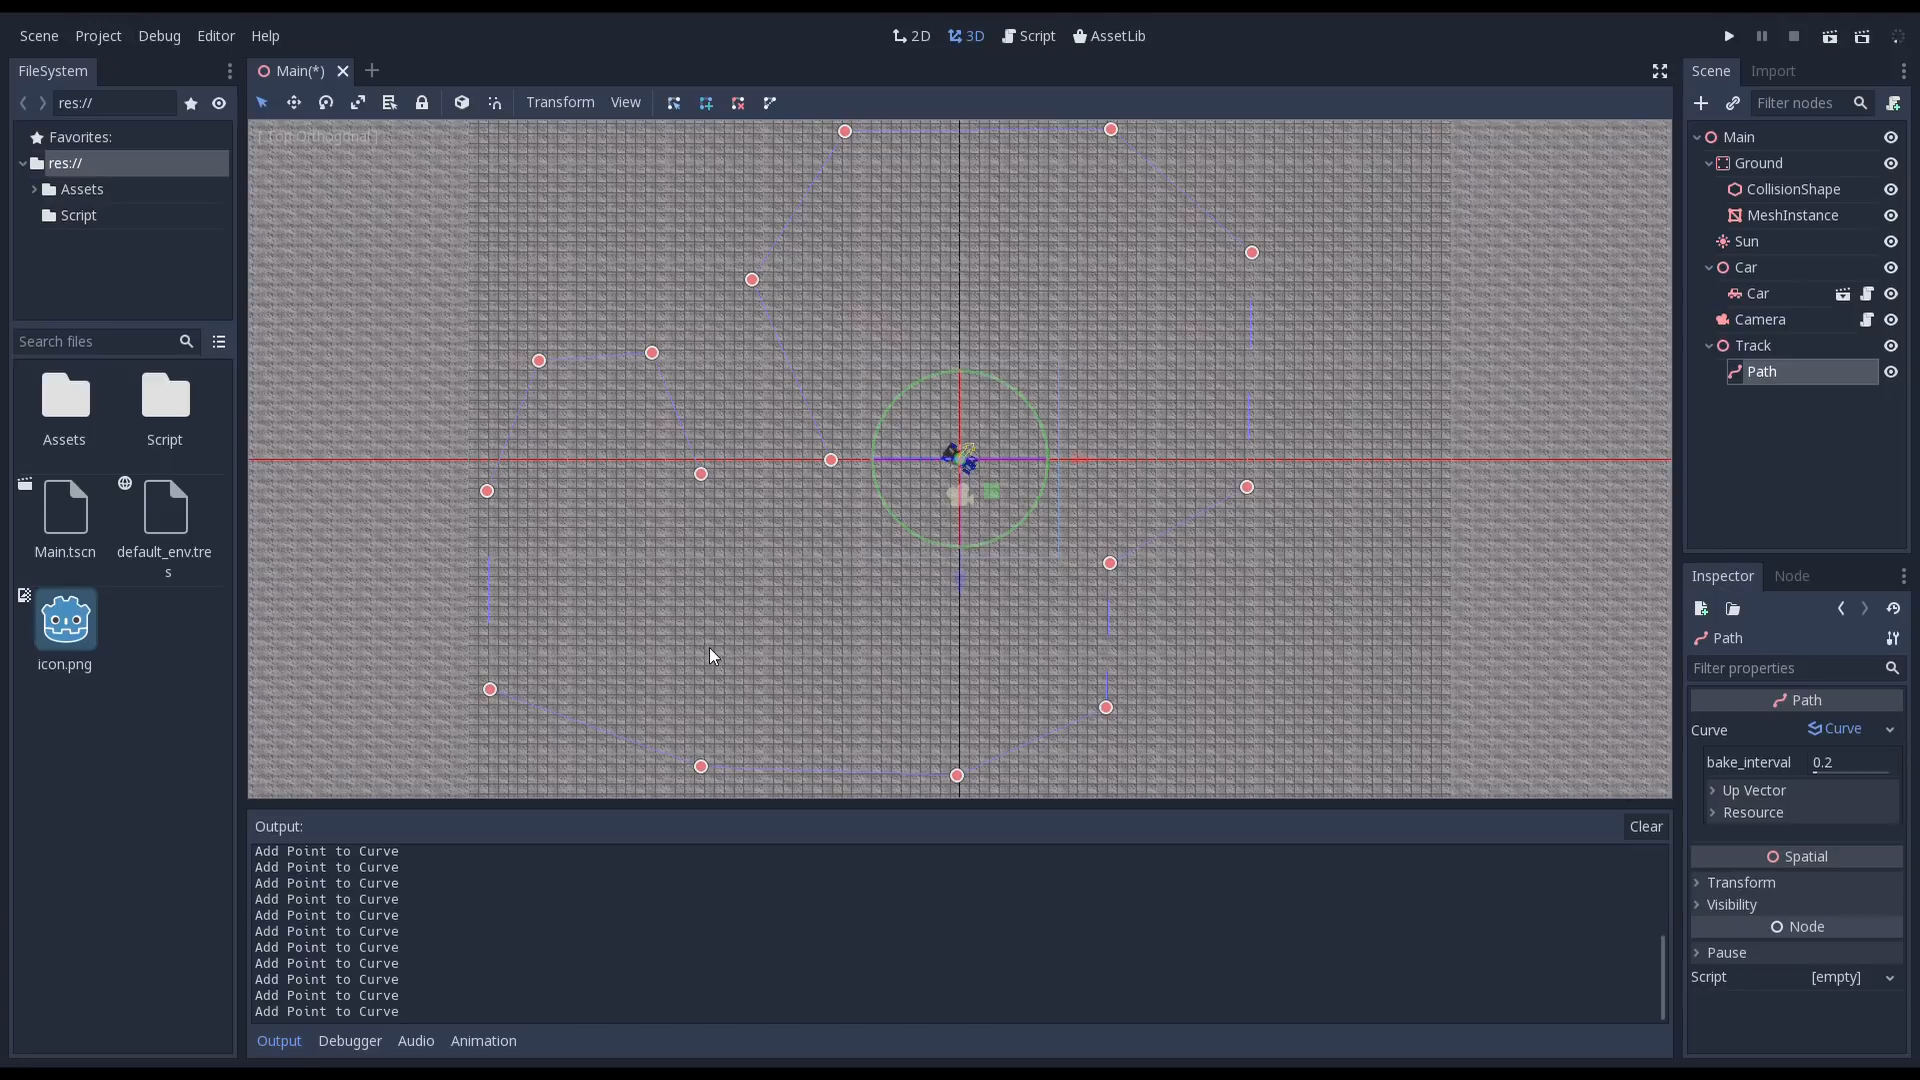 Scene Project Debug Editor Help
2D 3D Script AssetLib
FileSystem
res://
Favorites:
res://
Assets
Script
Search files
Assets Script
Main.tscn default_env.tre
s
icon.png
Main(*)
Transform View
Output:
Clear
Add Point to Curve
Add Point to Curve
Add Point to Curve
Add Point to Curve
Add Point to Curve
Add Point to Curve
Add Point to Curve
Add Point to Curve
Add Point to Curve
Add Point to Curve
Add Point to Curve
Output Debugger Audio Animation
Scene Import
Filter nodes
Main
Ground
CollisionShape
MeshInstance
Sun
Car
Car
Camera
Track
Path
Inspector Node
Path
Filter properties
Path
Curve Curve
bake_interval 0.2
Up Vector
Resource
Spatial
Transform
Visibility
Node
Pause
Script [empty]